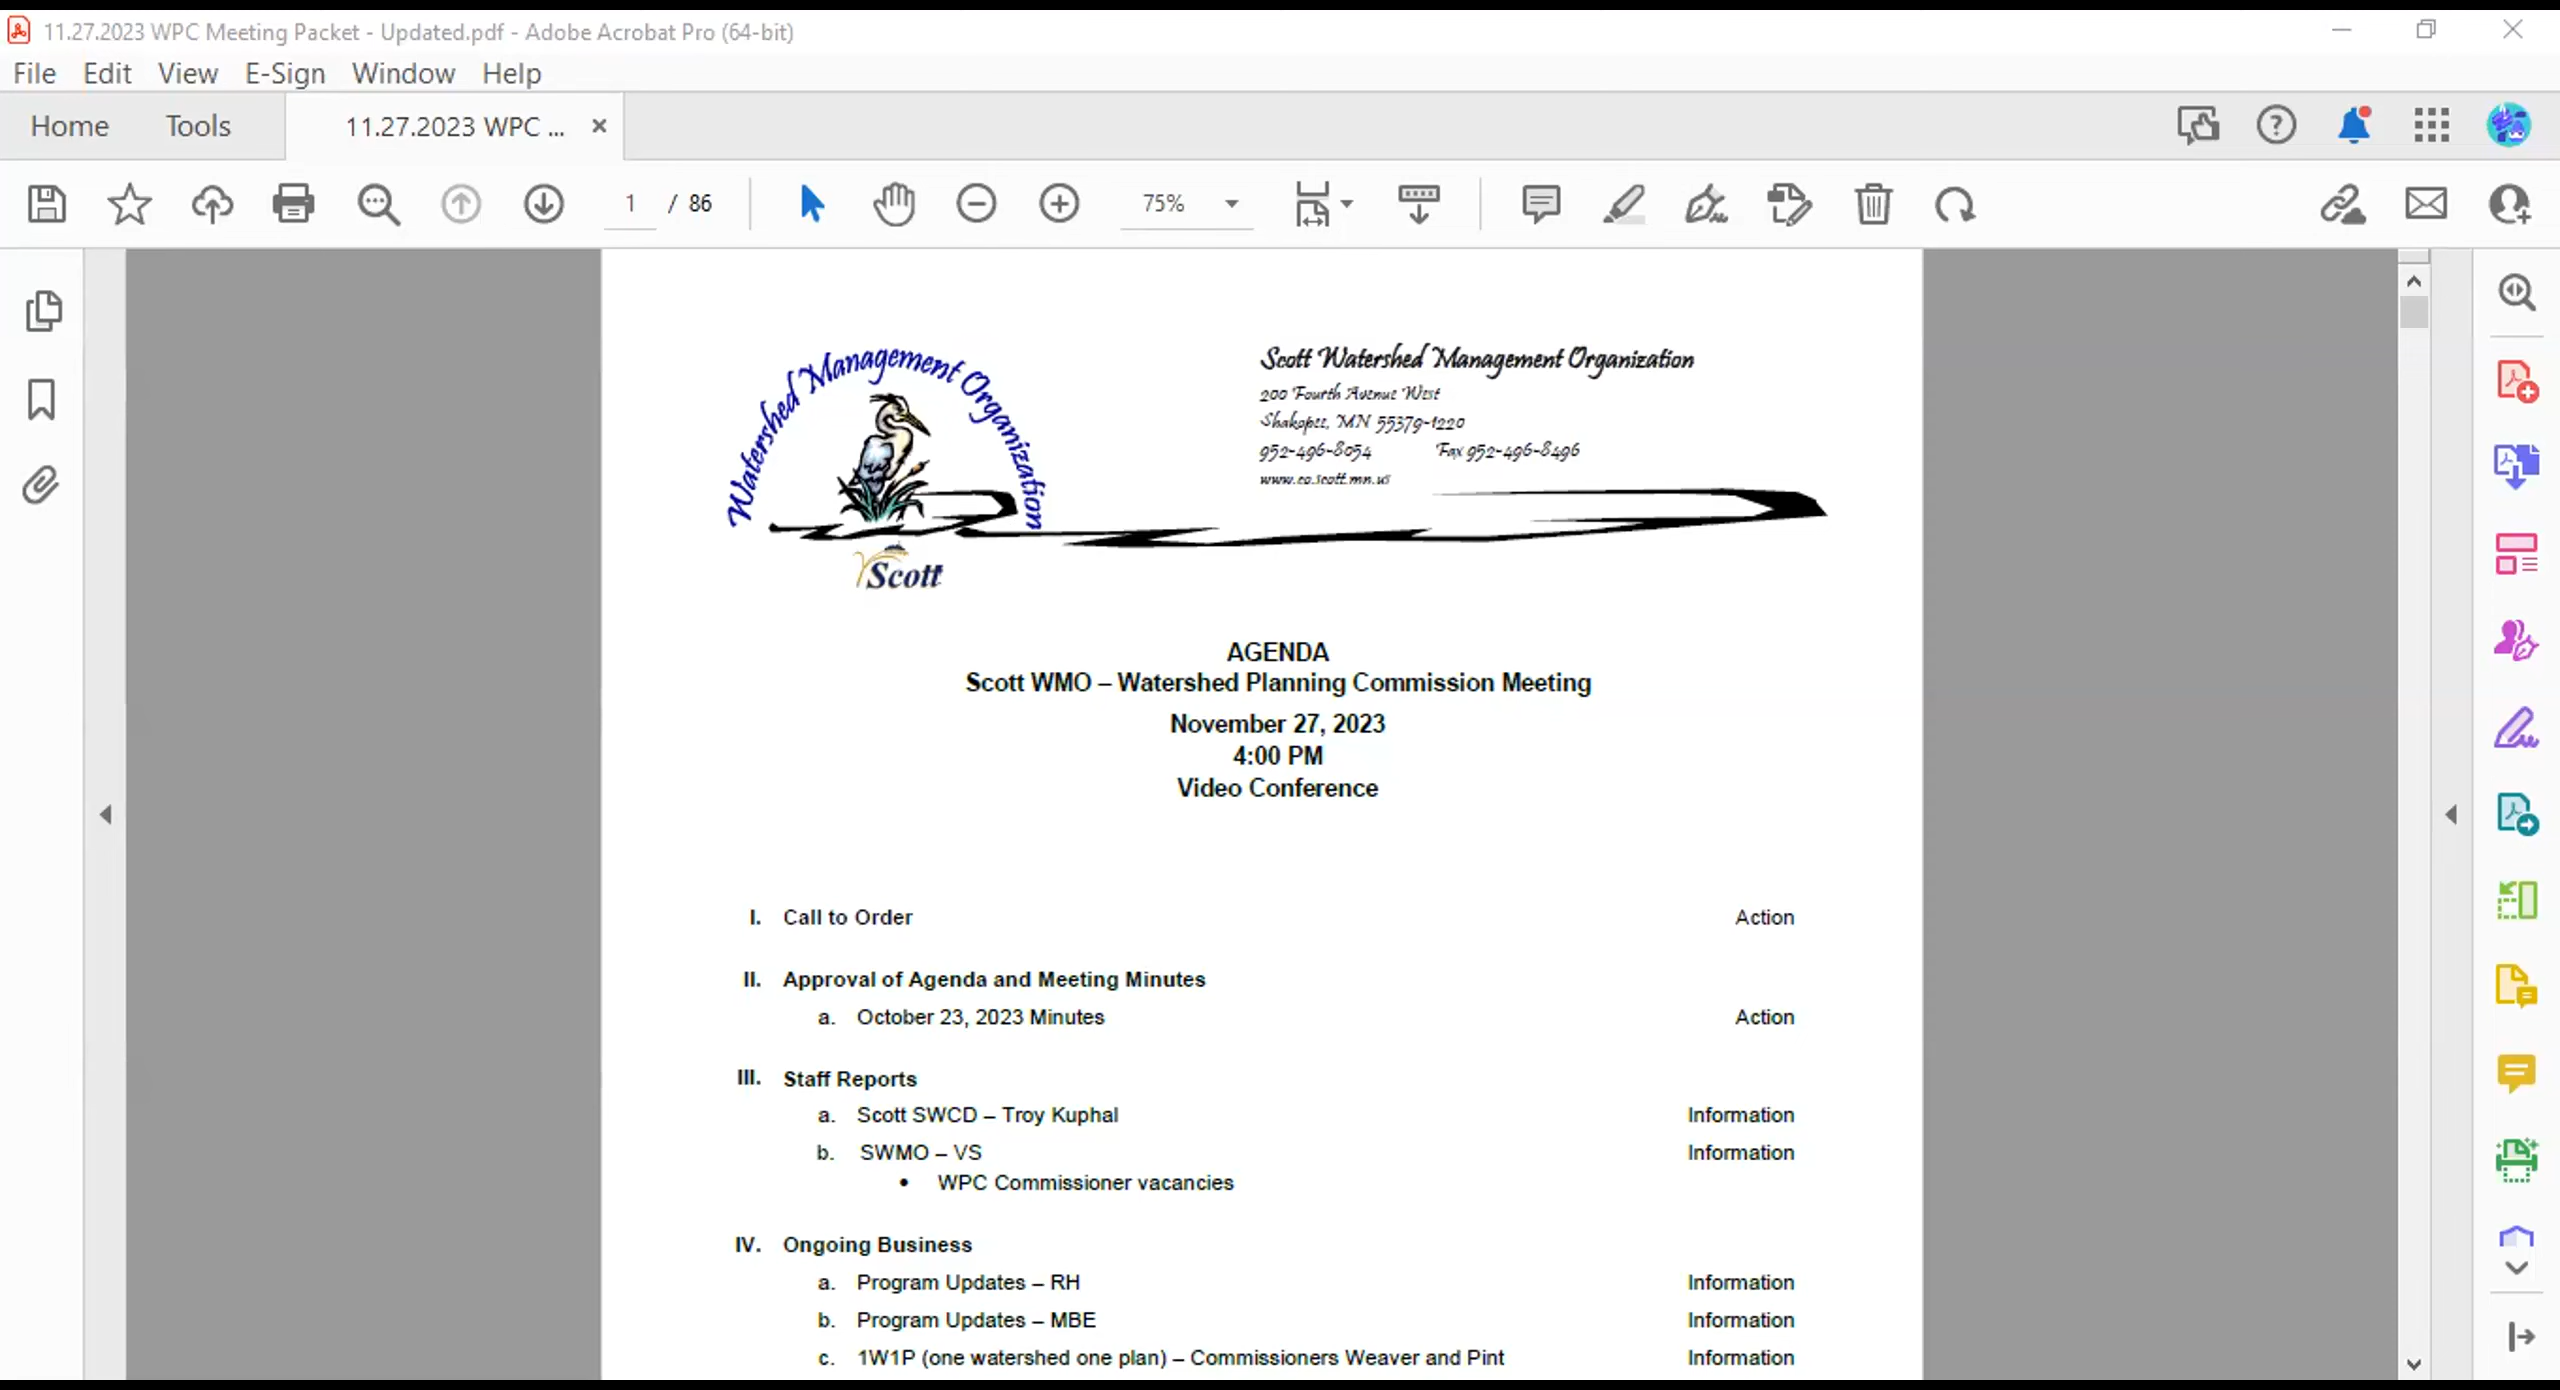 11.27.2023 WPC Meeting Packet - Updated.pdf - Adobe Acrobat Pro (64-bit)
File Edit View E-Sign Window Help
Home Tools 11.27.2023 WPC ...
1 / 86 75%
Watershed Management Organization
Scott
Scott Watershed Management Organization
200 Fourth Avenue West
Shakopee, MN 55379-1220
952-496-8054 Fax 952-496-8496
www.co.scott.mn.us
AGENDA
Scott WMO – Watershed Planning Commission Meeting
November 27, 2023
4:00 PM
Video Conference
I. Call to Order Action
II. Approval of Agenda and Meeting Minutes
a. October 23, 2023 Minutes Action
III. Staff Reports
a. Scott SWCD – Troy Kuphal Information
b. SWMO – VS Information
• WPC Commissioner vacancies
IV. Ongoing Business
a. Program Updates – RH Information
b. Program Updates – MBE Information
c. 1W1P (one watershed one plan) – Commissioners Weaver and Pint Information